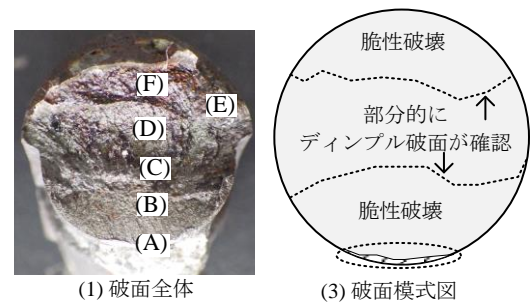 (F)
(E)
(D)
(C)
(B)
(A)
(1) 破面全体
脆性破壊
部分的に
ディンプル破面が確認
脆性破壊
(3) 破面模式図